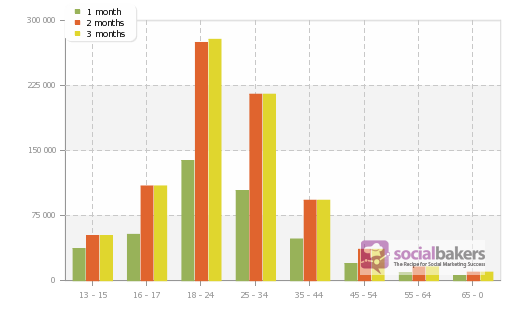 1 month
2 months
3 months
300 000
225 000
150 000
75 000
0
13 - 15
16 - 17
18 - 24
25 - 34
35 - 44
45 - 54
55 - 64
65 - 0
socialbakers
The Recipe for Social Marketing Success